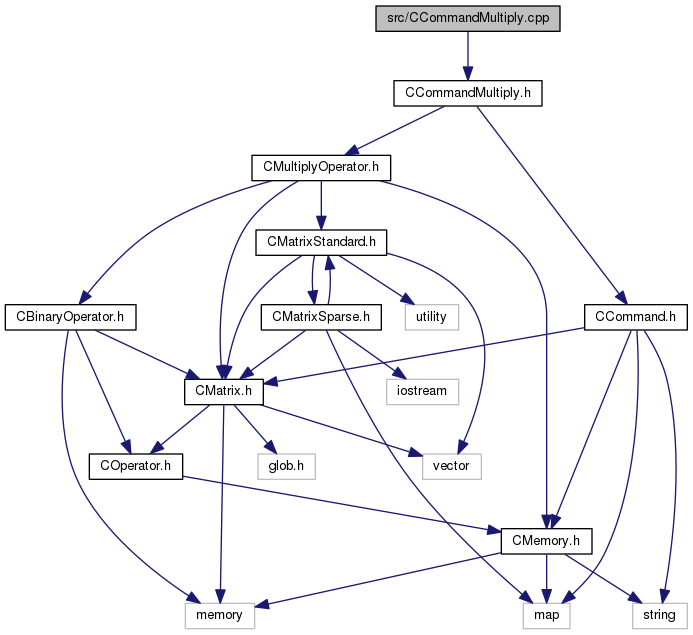 src/CCommandMultiply.cpp
CCommandMultiply.h
CMultiplyOperator.h
CMatrixStandard.h
CBinaryOperator.h
CMatrixSparse.h
utility
CCommand.h
CMatrix.h
iostream
COperator.h
glob.h
vector
CMemory.h
memory
map
string